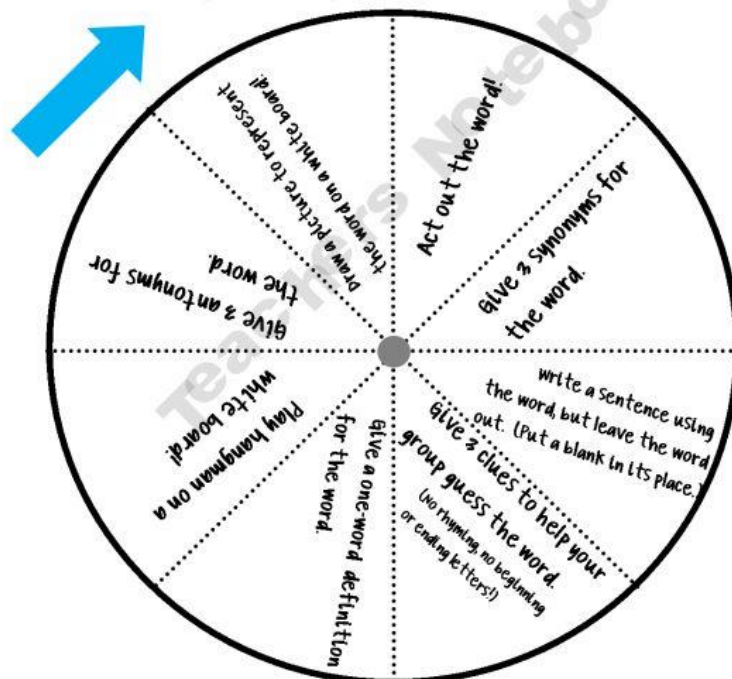 Act out the word!
Give 3 synonyms for
the word.
Write a sentence using
the word, but leave the word
out. (Put a blank in its place.)
Give 3 clues to help your
group guess the word.
(No rhyming, no beginning
or ending letters!)
Give a one-word definition
for the word.
Play hangman on a
white board!
Give 3 antonyms for
the word.
Draw a picture to represent
the word on a white board!
Teachers Notebo